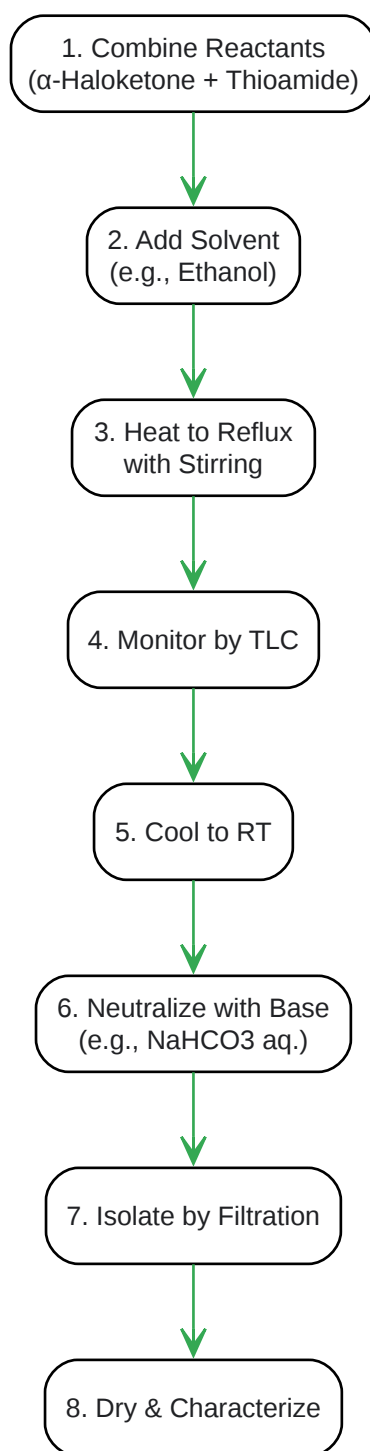 1. Combine Reactants
(α-Haloketone + Thioamide)
2. Add Solvent
(e.g., Ethanol)
3. Heat to Reflux
with Stirring
4. Monitor by TLC
5. Cool to RT
6. Neutralize with Base
(e.g., NaHCO3 aq.)
7. Isolate by Filtration
8. Dry & Characterize